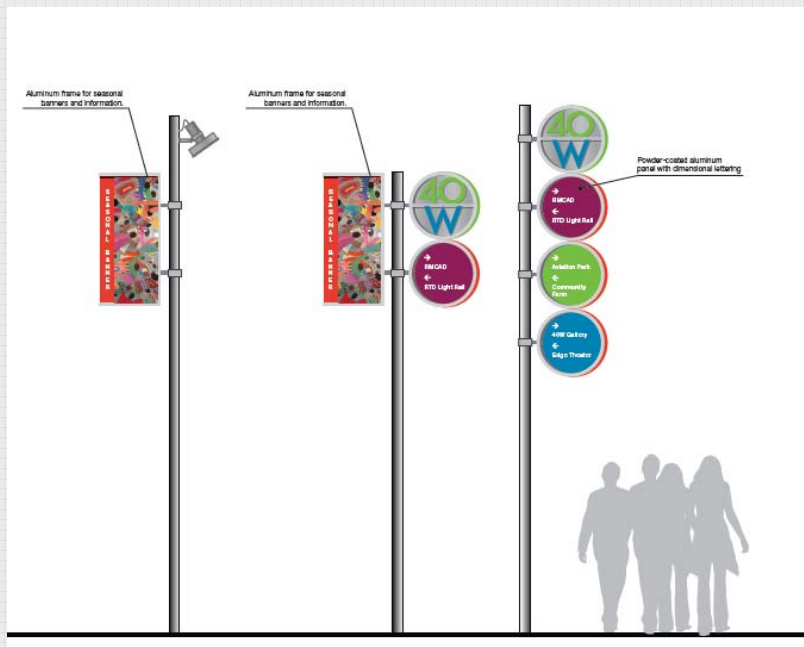 Aluminum frame for seasonal
banners and information.
SEASONAL BANNER
Aluminum frame for seasonal
banners and information.
SEASONAL BANNER
40
W
→
RMCAD
←
RTD Light Rail
40
W
→
RMCAD
←
RTD Light Rail
→
Aviation Park
←
Community
Farm
→
40W Gallery
←
Edge Theater
Powder-coated aluminum
panel with dimensional lettering